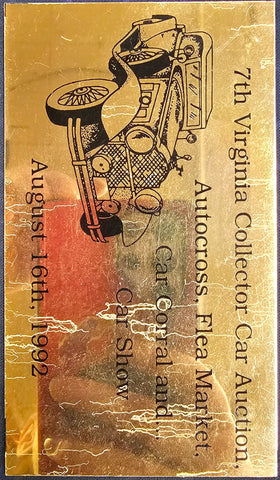 7th Virginia Collector Car Auction,
Autocross, Flea Market,
Car Corral and...
Car Show
August 16th, 1992